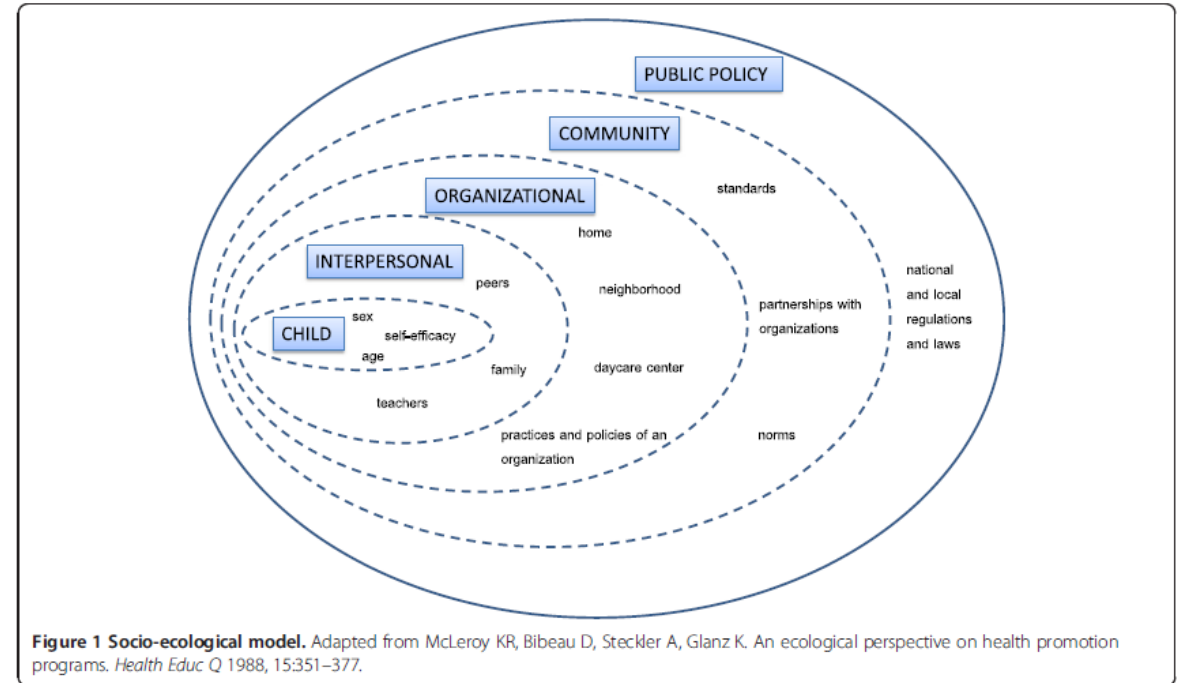 PUBLIC POLICY
COMMUNITY
standards
ORGANIZATIONAL
home
INTERPERSONAL
peers
neighborhood
national
and local
regulations
and laws
partnerships with
organizations
CHILD
sex
self-efficacy
age
family
daycare center
teachers
practices and policies of an
organization
norms
Figure 1 Socio-ecological model. Adapted from McLeroy KR, Bibeau D, Steckler A, Glanz K. An ecological perspective on health promotion
programs. Health Educ Q 1988, 15:351–377.